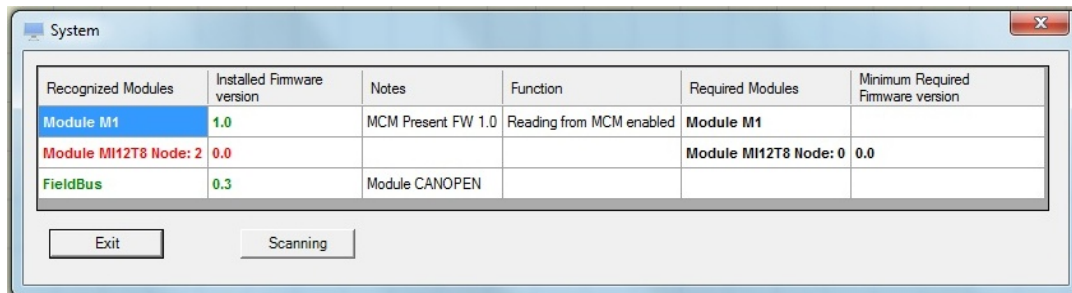 System
Recognized Modules
Installed Firmware
version
Notes
Function
Required Modules
Minimum Required
Firmware version
Module M1
1.0
MCM Present FW 1.0
Reading from MCM enabled
Module M1
Module MI12T8 Node: 2
0.0
Module MI12T8 Node: 0
0.0
FieldBus
0.3
Module CANOPEN
Exit
Scanning